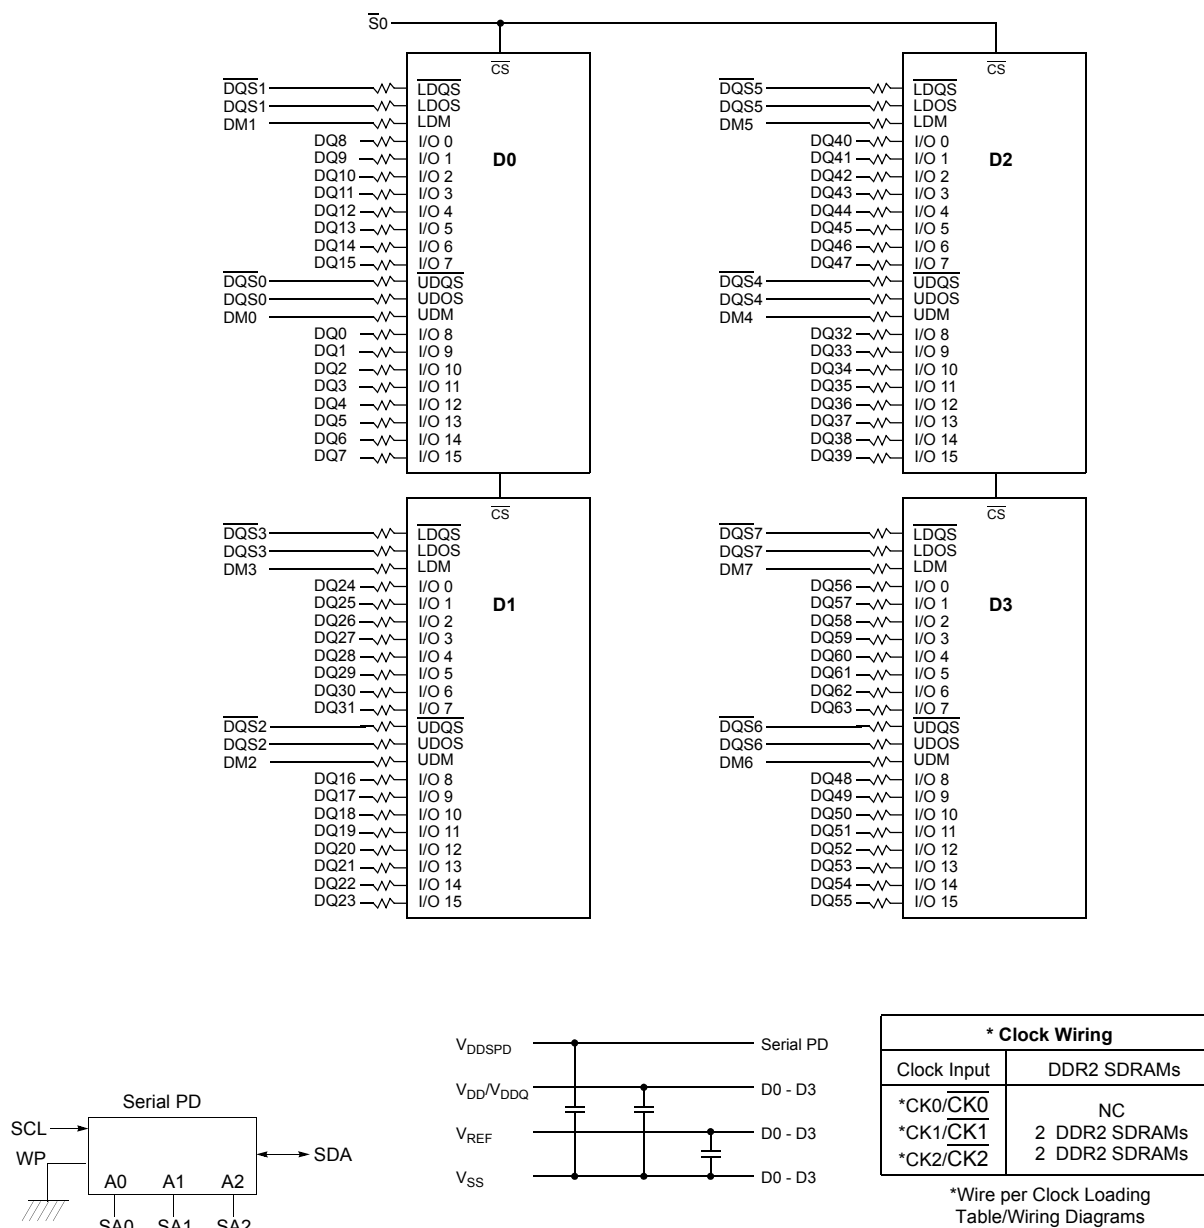 S0
CS
DQS1 LDQS
DQS1 LDOS
DM1 LDM
DQ8 I/O 0
DQ9 I/O 1
DQ10 I/O 2
DQ11 I/O 3
DQ12 I/O 4
DQ13 I/O 5
DQ14 I/O 6
DQ15 I/O 7
DQS0 UDQS
DQS0 UDOS
DM0 UDM
DQ0 I/O 8
DQ1 I/O 9
DQ2 I/O 10
DQ3 I/O 11
DQ4 I/O 12
DQ5 I/O 13
DQ6 I/O 14
DQ7 I/O 15
D0
CS
DQS5 LDQS
DQS5 LDOS
DM5 LDM
DQ40 I/O 0
DQ41 I/O 1
DQ42 I/O 2
DQ43 I/O 3
DQ44 I/O 4
DQ45 I/O 5
DQ46 I/O 6
DQ47 I/O 7
DQS4 UDQS
DQS4 UDOS
DM4 UDM
DQ32 I/O 8
DQ33 I/O 9
DQ34 I/O 10
DQ35 I/O 11
DQ36 I/O 12
DQ37 I/O 13
DQ38 I/O 14
DQ39 I/O 15
D2
CS
DQS3 LDQS
DQS3 LDOS
DM3 LDM
DQ24 I/O 0
DQ25 I/O 1
DQ26 I/O 2
DQ27 I/O 3
DQ28 I/O 4
DQ29 I/O 5
DQ30 I/O 6
DQ31 I/O 7
DQS2 UDQS
DQS2 UDOS
DM2 UDM
DQ16 I/O 8
DQ17 I/O 9
DQ18 I/O 10
DQ19 I/O 11
DQ20 I/O 12
DQ21 I/O 13
DQ22 I/O 14
DQ23 I/O 15
D1
CS
DQS7 LDQS
DQS7 LDOS
DM7 LDM
DQ56 I/O 0
DQ57 I/O 1
DQ58 I/O 2
DQ59 I/O 3
DQ60 I/O 4
DQ61 I/O 5
DQ62 I/O 6
DQ63 I/O 7
DQS6 UDQS
DQS6 UDOS
DM6 UDM
DQ48 I/O 8
DQ49 I/O 9
DQ50 I/O 10
DQ51 I/O 11
DQ52 I/O 12
DQ53 I/O 13
DQ54 I/O 14
DQ55 I/O 15
D3
Serial PD
SCL
WP
SDA
A0 A1 A2
SA0 SA1 SA2
VDDSPD Serial PD
VDD/VDDQ D0 - D3
VREF D0 - D3
VSS D0 - D3
* Clock Wiring
Clock Input DDR2 SDRAMs
*CK0/CK0 NC
*CK1/CK1 2 DDR2 SDRAMs
*CK2/CK2 2 DDR2 SDRAMs
*Wire per Clock Loading
Table/Wiring Diagrams